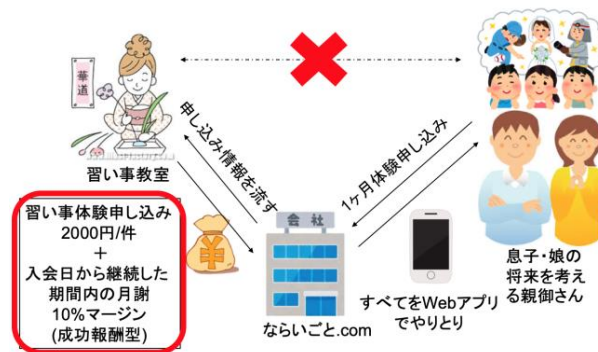 華道
習い事教室
申し込み情報を流す
1ヶ月体験申し込み
習い事体験申し込み
2000円/件
+
入会日から継続した
期間内の月謝
10%マージン
(成功報酬型)
会社
ならいごと.com
すべてをWebアプリ
でやりとり
息子・娘の
将来を考え
る親御さん